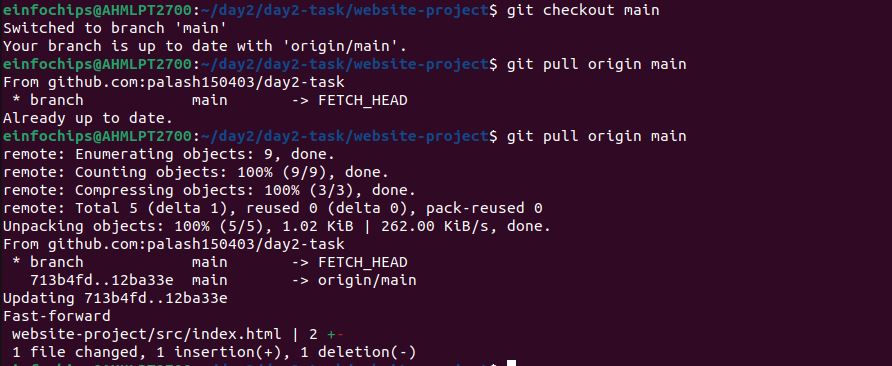 einfochips@AHMLPT2700:~/day2/day2-task/website-project$ git checkout main
Switched to branch 'main'
Your branch is up to date with 'origin/main'.
einfochips@AHMLPT2700:~/day2/day2-task/website-project$ git pull origin main
From github.com:palash150403/day2-task
 * branch            main       -> FETCH_HEAD
Already up to date.
einfochips@AHMLPT2700:~/day2/day2-task/website-project$ git pull origin main
remote: Enumerating objects: 9, done.
remote: Counting objects: 100% (9/9), done.
remote: Compressing objects: 100% (3/3), done.
remote: Total 5 (delta 1), reused 0 (delta 0), pack-reused 0
Unpacking objects: 100% (5/5), 1.02 KiB | 262.00 KiB/s, done.
From github.com:palash150403/day2-task
 * branch            main       -> FETCH_HEAD
   713b4fd..12ba33e  main       -> origin/main
Updating 713b4fd..12ba33e
Fast-forward
 website-project/src/index.html | 2 +-
 1 file changed, 1 insertion(+), 1 deletion(-)
einfochips@AHMLPT2700:~/day2/day2-task/website-project$